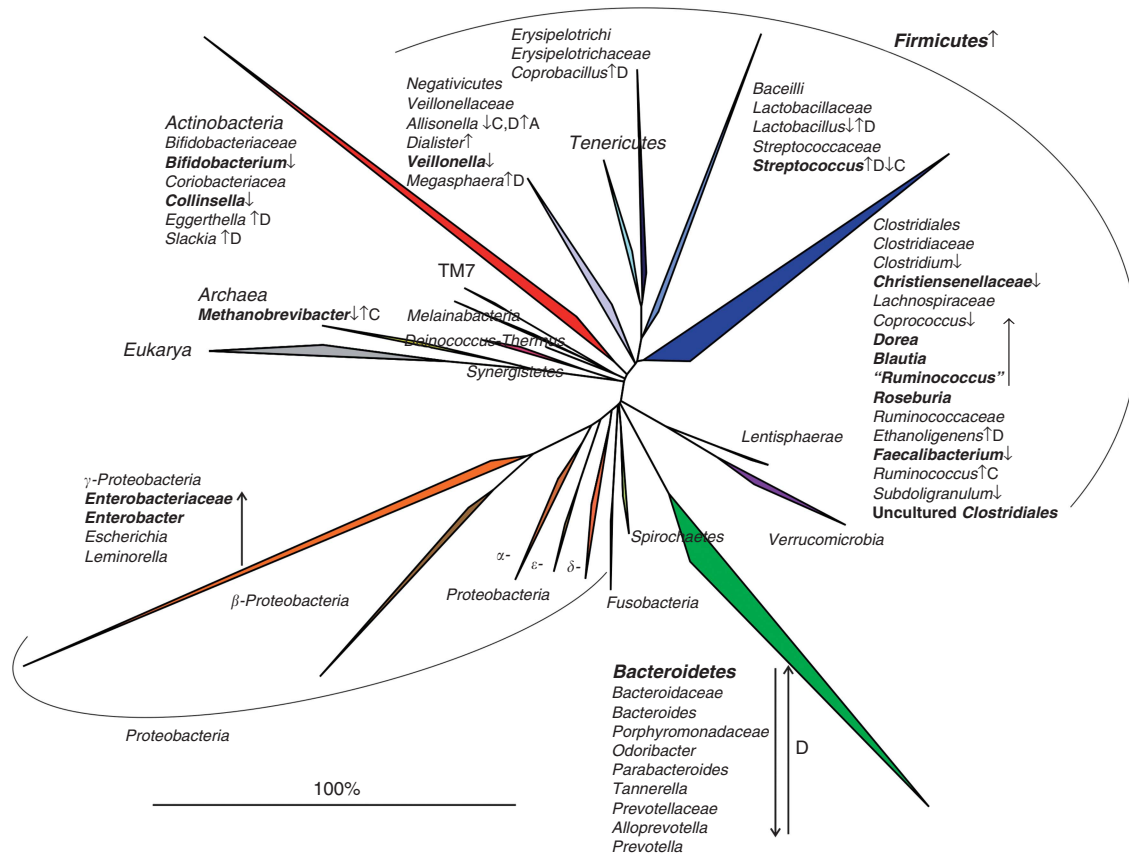 Erysipelotrichi
Erysipelotrichaceae
Coprobacillus↑D
Firmicutes↑
Negativicutes
Veillonellaceae
Allisonella ↓C,D↑A
Dialister↑
Veillonella↓
Megasphaera↑D
Tenericutes
Baceilli
Lactobacillaceae
Lactobacillus↓↑D
Streptococcaceae
Streptococcus↑D↓C
Actinobacteria
Bifidobacteriaceae
Bifidobacterium↓
Coriobacteriacea
Collinsella↓
Eggerthella ↑D
Slackia ↑D
Clostridiales
Clostridiaceae
Clostridium↓
Christiensenellaceae↓
Lachnospiraceae
Coprococcus↓
Dorea
Blautia
“Ruminococcus”
Roseburia
Ruminococcaceae
Ethanoligenens↑D
Faecalibacterium↓
Ruminococcus↑C
Subdoligranulum↓
Uncultured Clostridiales
TM7
Archaea
Methanobrevibacter↓↑C
Melainabacteria
Deinococcus-Thermus
Eukarya
Synergistetes
Lentisphaerae
Verrucomicrobia
γ-Proteobacteria
Enterobacteriaceae
Enterobacter
Escherichia
Leminorella
β-Proteobacteria
α-
ε-
δ-
Proteobacteria
Spirochaetes
Fusobacteria
Proteobacteria
Bacteroidetes
Bacteroidaceae
Bacteroides
Porphyromonadaceae
Odoribacter
Parabacteroides
Tannerella
Prevotellaceae
Alloprevotella
Prevotella
D
100%